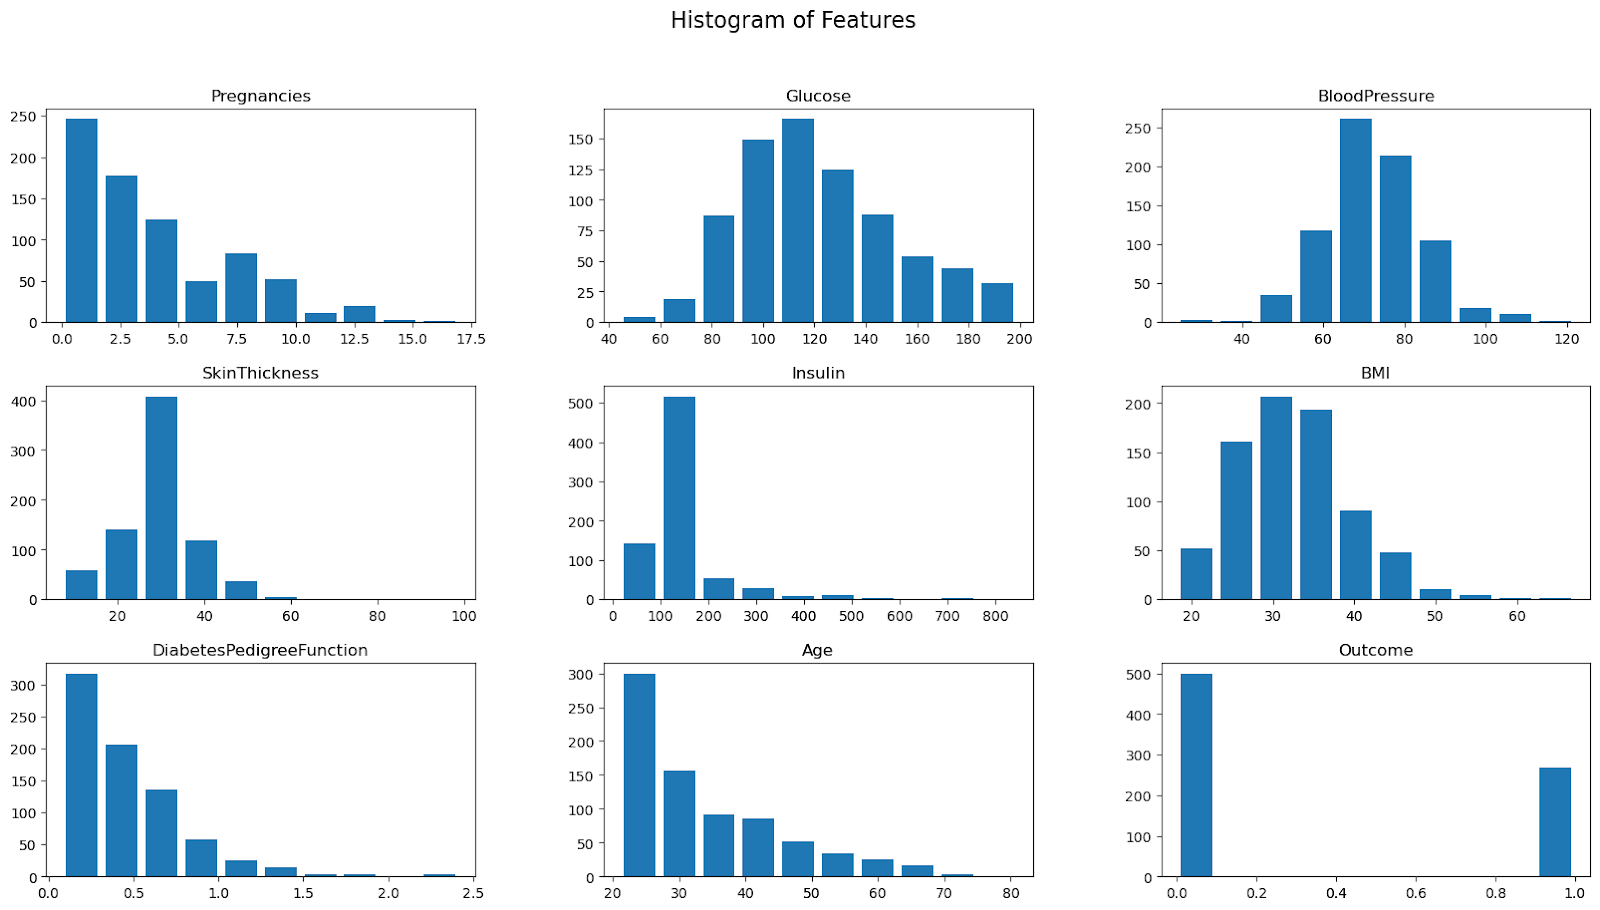 Histogram of Features
Pregnancies
250
200
150
100
50
0
0.0 2.5 5.0 7.5 10.0 12.5 15.0 17.5
Glucose
150
125
100
75
50
25
0
40 60 80 100 120 140 160 180 200
BloodPressure
250
200
150
100
50
0
40 60 80 100 120
SkinThickness
400
300
200
100
0
20 40 60 80 100
Insulin
500
400
300
200
100
0
0 100 200 300 400 500 600 700 800
BMI
200
150
100
50
0
20 30 40 50 60
DiabetesPedigreeFunction
300
250
200
150
100
50
0
0.0 0.5 1.0 1.5 2.0 2.5
Age
300
250
200
150
100
50
0
20 30 40 50 60 70 80
Outcome
500
400
300
200
100
0
0.0 0.2 0.4 0.6 0.8 1.0